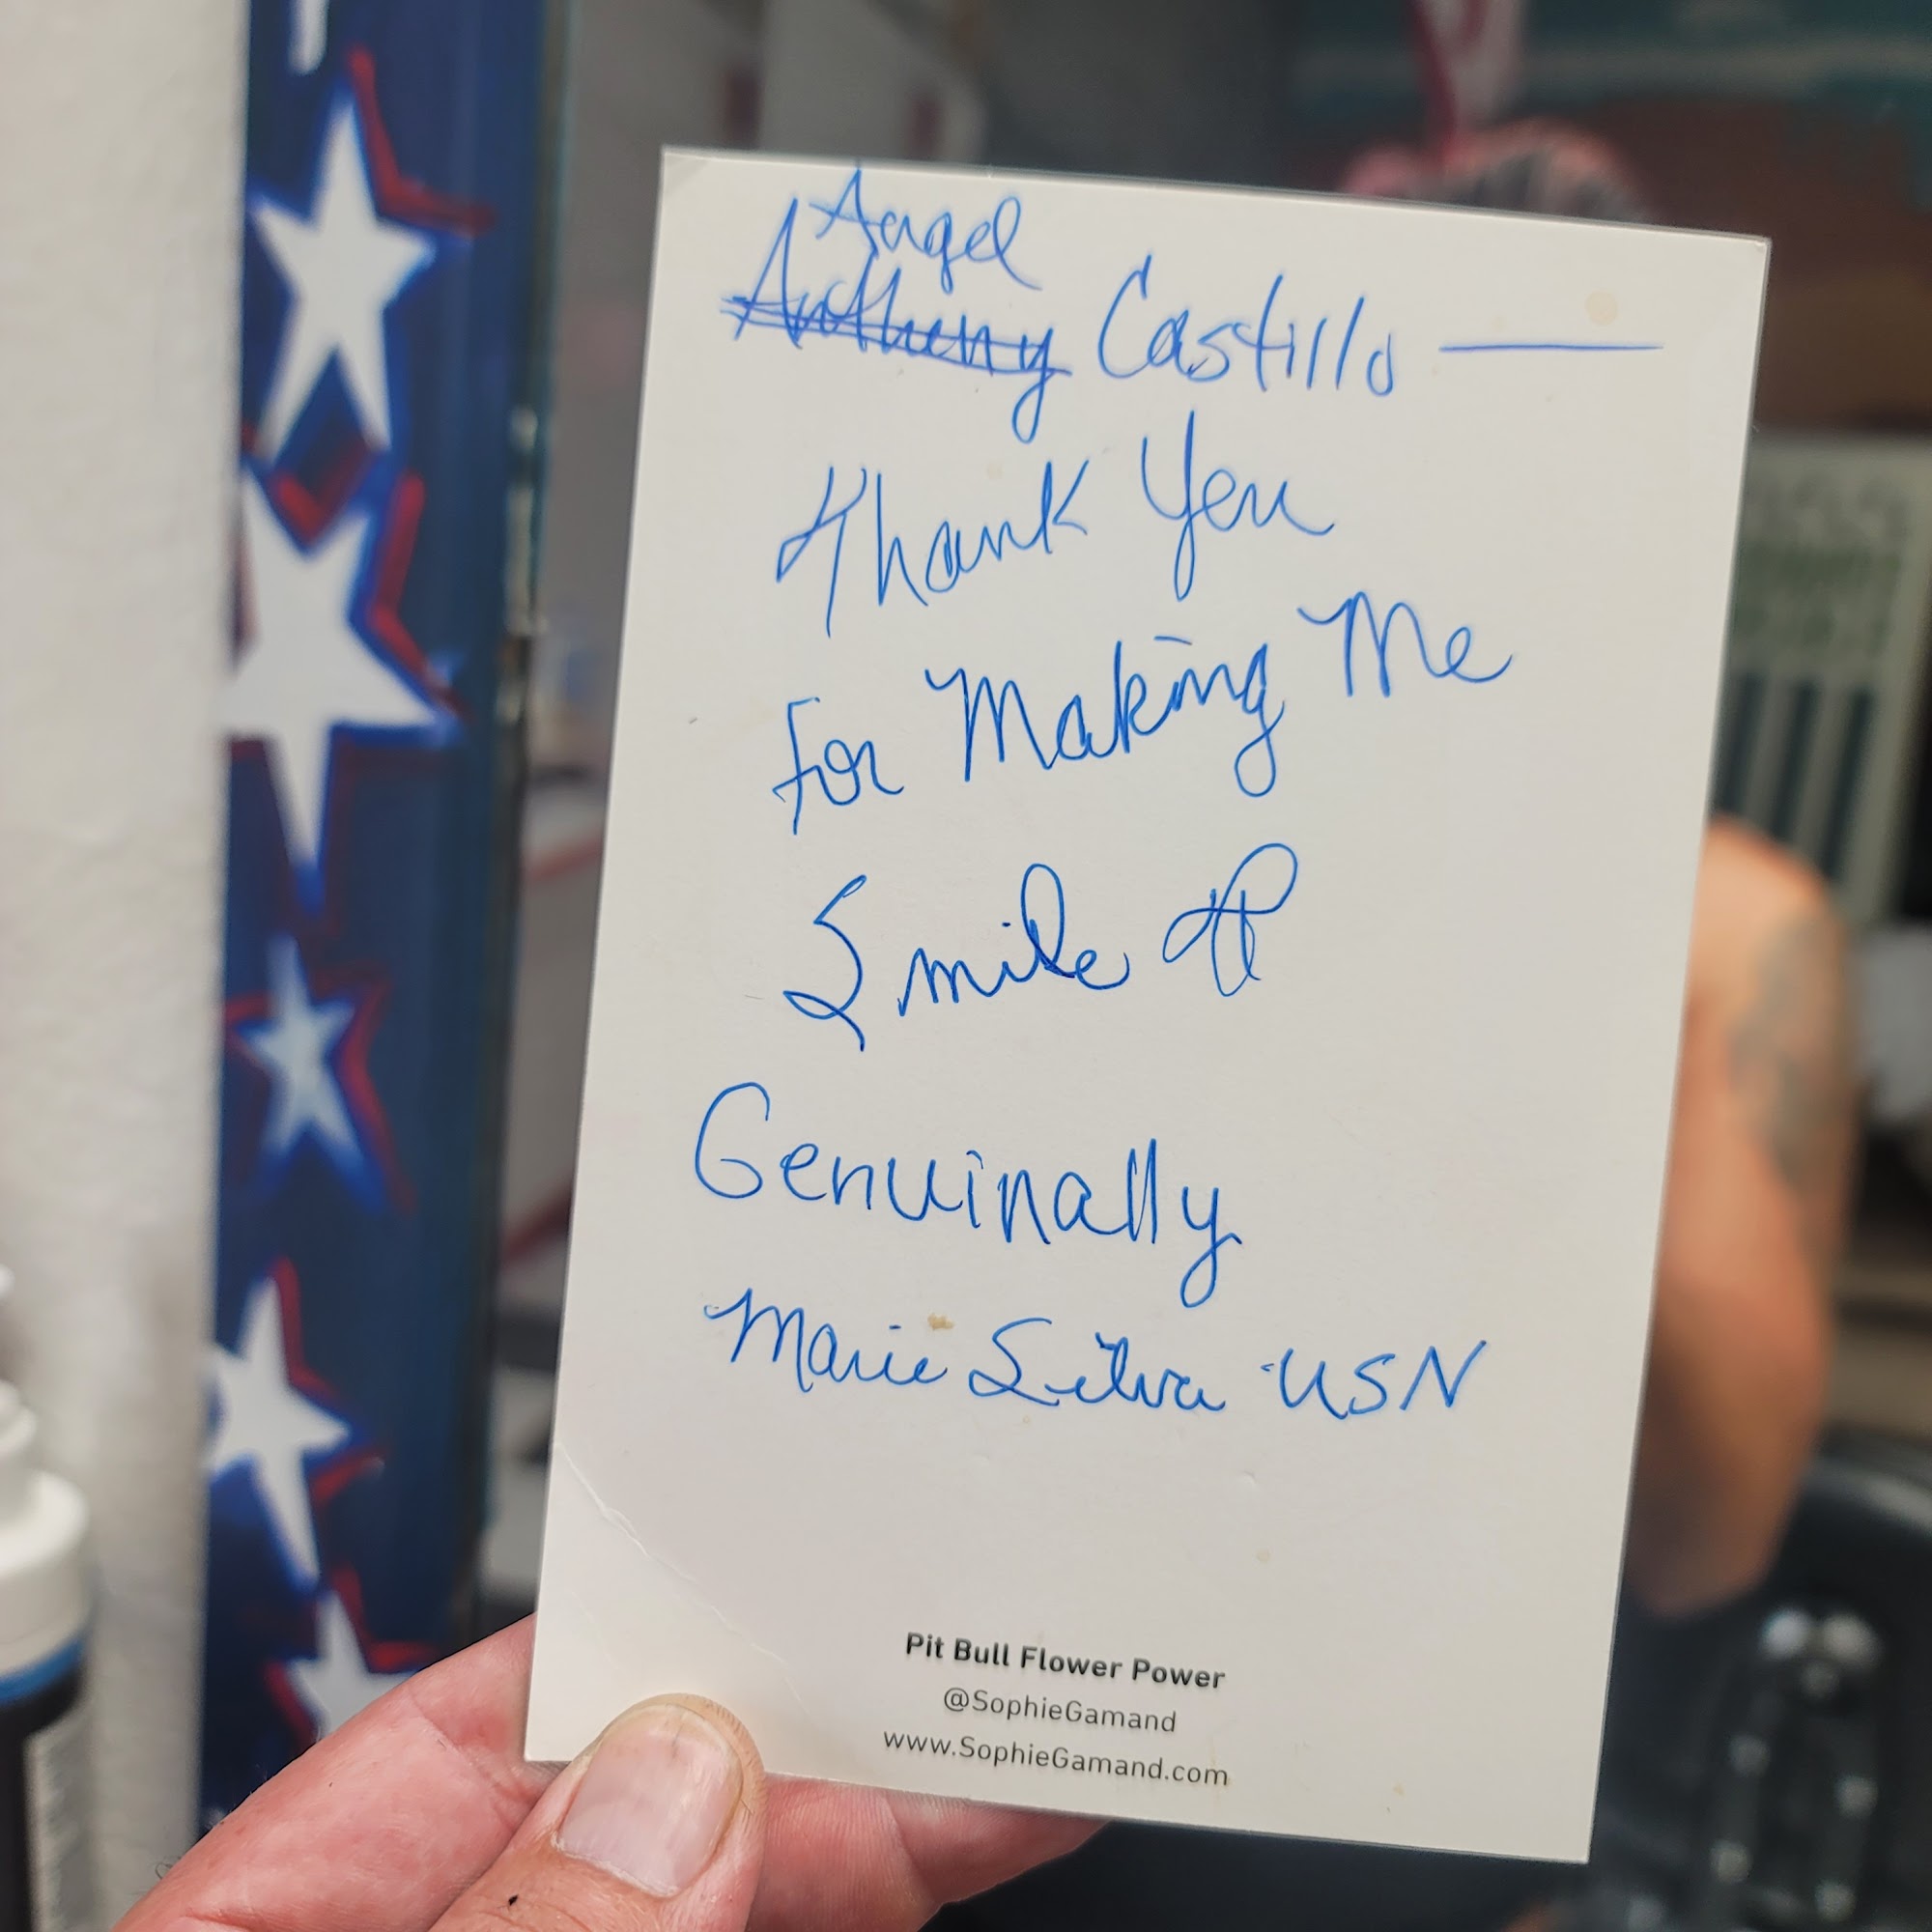 Angel
Anthony Castillo —
Thank You
For Making Me
Smile
Genuinally
Marie Silva USN
Pit Bull Flower Power
@SophieGamand
www.SophieGamand.com